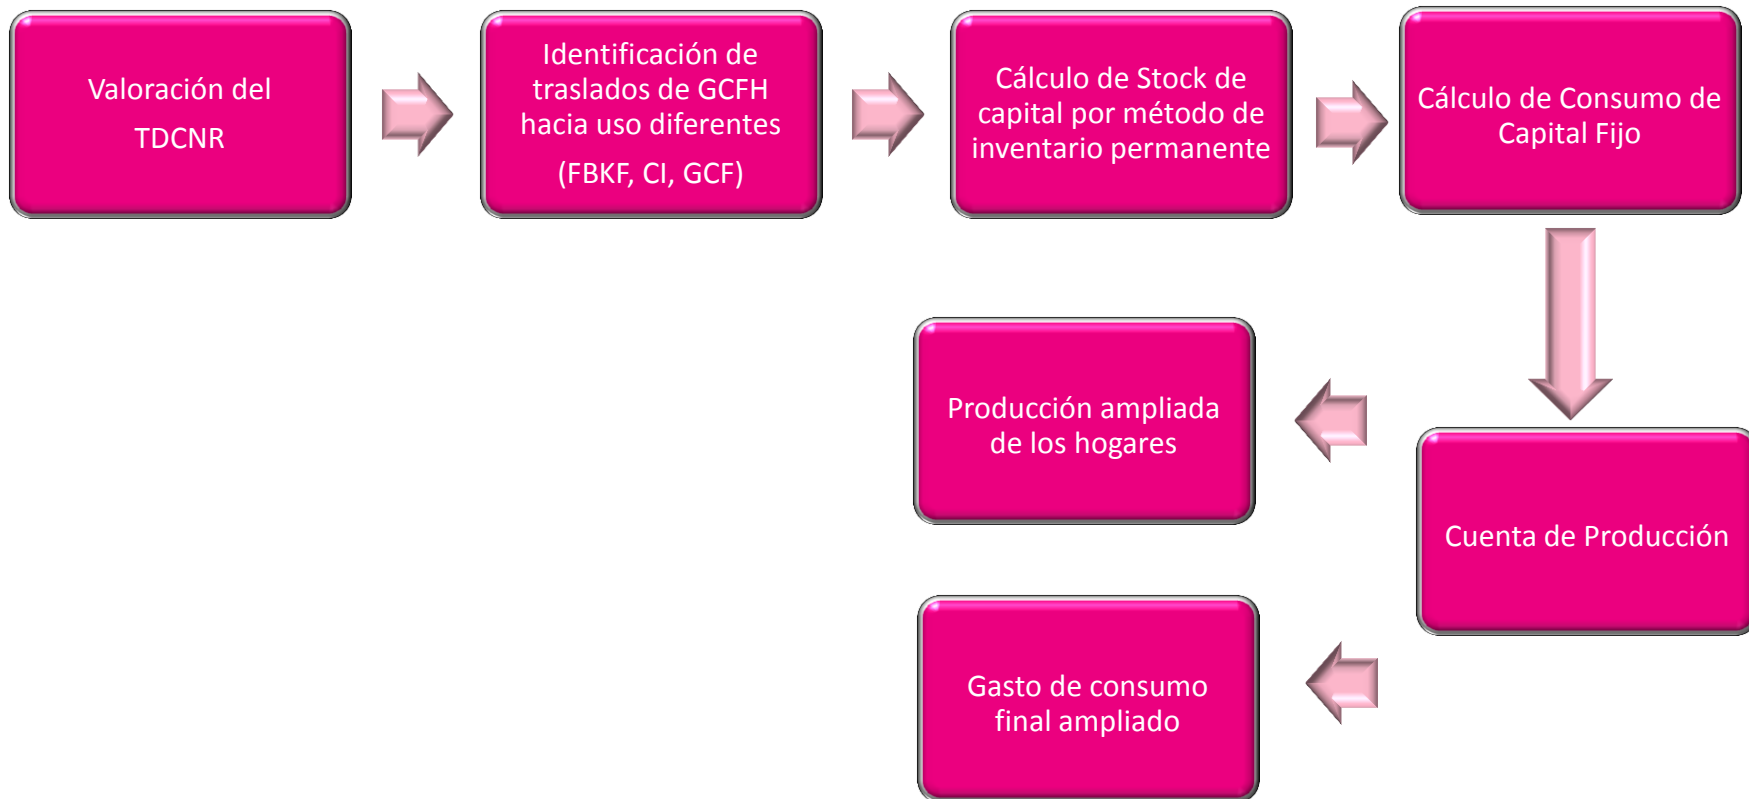 Valoración del
TDCNR
Identificación de
traslados de GCFH
hacia uso diferentes
(FBKF, CI, GCF)
Cálculo de Stock de
capital por método de
inventario permanente
Cálculo de Consumo de
Capital Fijo
Cuenta de Producción
Producción ampliada
de los hogares
Gasto de consumo
final ampliado